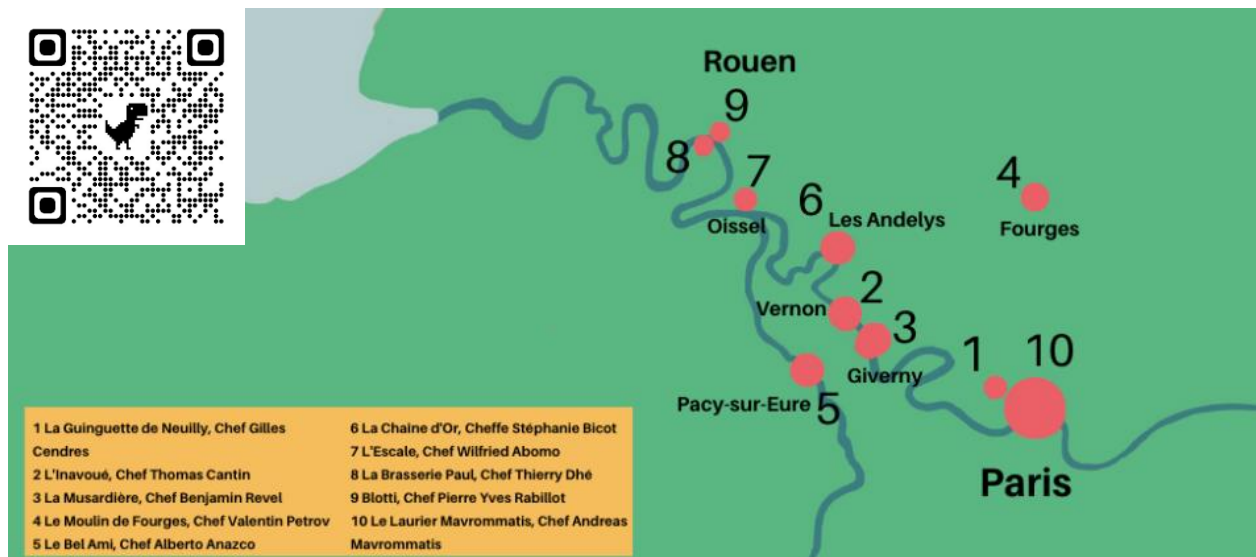 Rouen
9
8
7
Oissel
6
Les Andelys
4
Fourges
Vernon
2
3
Giverny
1
10
Paris
Pacy-sur-Eure
5
1 La Guinguette de Neuilly, Chef Gilles
Cendres
2 L'Inavoué, Chef Thomas Cantin
3 La Musardière, Chef Benjamin Revel
4 Le Moulin de Fourges, Chef Valentin Petrov
5 Le Bel Ami, Chef Alberto Anazco
6 La Chaine d'Or, Cheffe Stéphanie Bicot
7 L'Escale, Chef Wilfried Abomo
8 La Brasserie Paul, Chef Thierry Dhé
9 Blotti, Chef Pierre Yves Rabillot
10 Le Laurier Mavrommatis, Chef Andreas
Mavrommatis